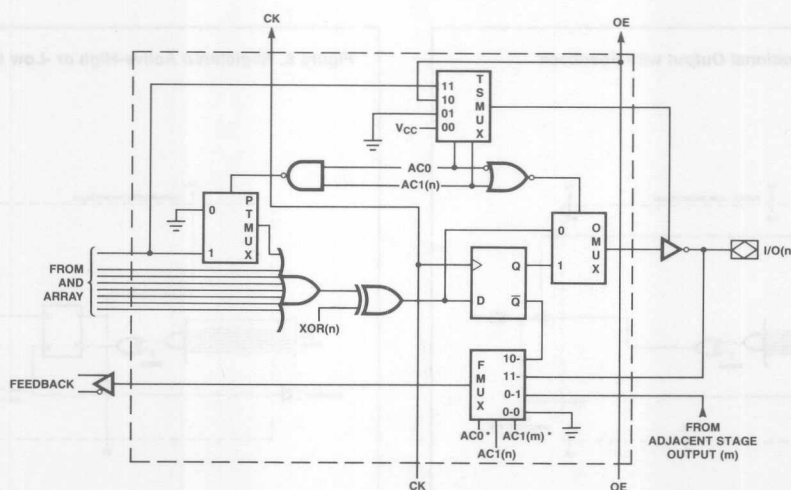 CK
OE
11
10
01
00
T
S
M
U
X
VCC
AC0
AC1(n)
P
T
M
U
X
0
1
FROM
AND
ARRAY
XOR(n)
Q
D
Q
0
1
O
M
U
X
I/O(n
F
M
U
X
10-
11-
0-1
0-0
FEEDBACK
AC0 *
AC1(n)
AC1(m) *
FROM
ADJACENT STAGE
OUTPUT (m)
CK
OE